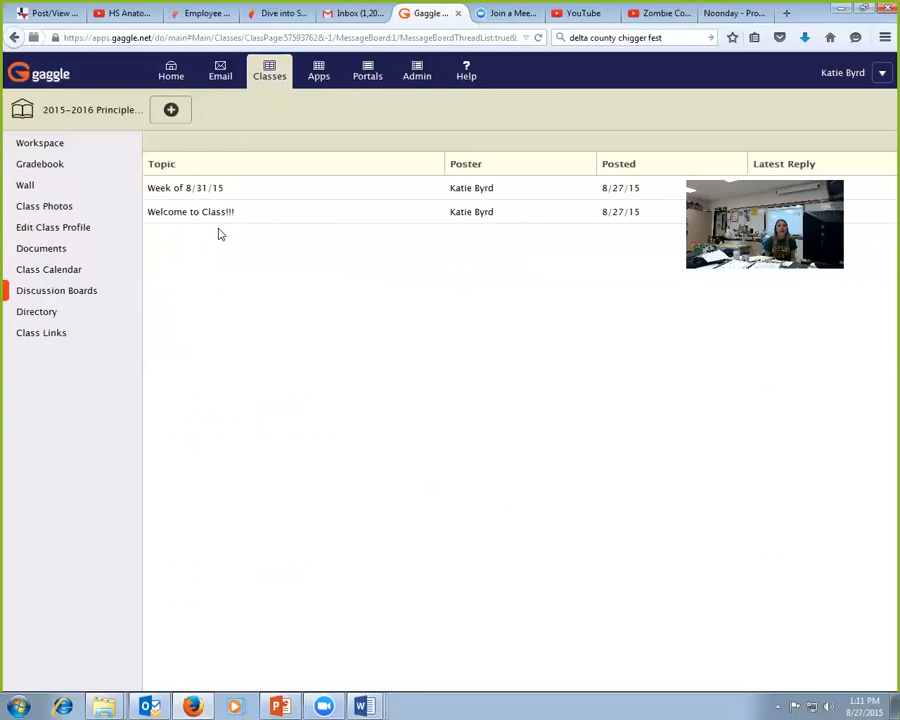 Post/View ...
HS Anato...
Employee ...
Dive into S...
Inbox (1,20...
Gaggle ...
Join a Mee...
YouTube
Zombie Co...
Noonday - Pro...
https://apps.gaggle.net/do/main#Main/Classes/ClassPage:57593762&-1/MessageBoard:1/MessageBoardThreadList:true&
delta county chigger fest
gaggle
Home
Email
Classes
Apps
Portals
Admin
Help
Katie Byrd
2015-2016 Principle...
Workspace
Gradebook
Wall
Class Photos
Edit Class Profile
Documents
Class Calendar
Discussion Boards
Directory
Class Links
Topic Poster Posted Latest Reply
Week of 8/31/15 Katie Byrd 8/27/15
Welcome to Class!!! Katie Byrd 8/27/15
1:11 PM
8/27/2015